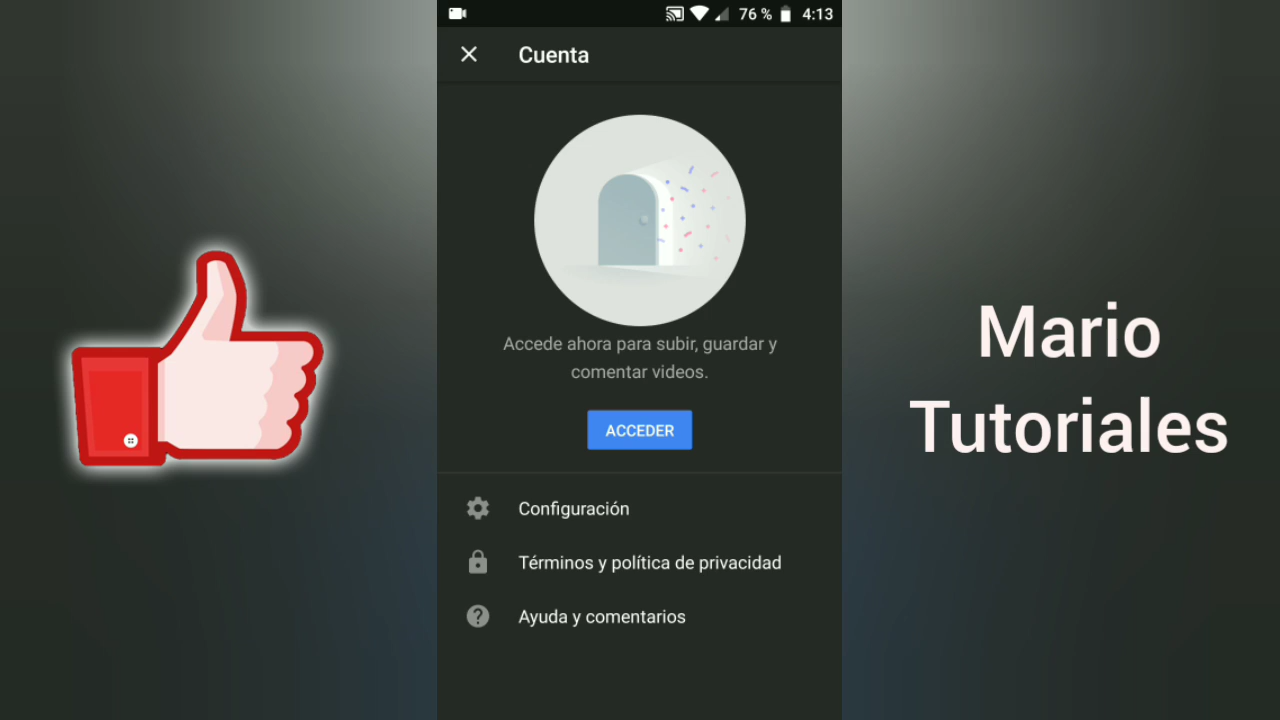 76 % 4:13
Cuenta
Accede ahora para subir, guardar y
comentar videos.
ACCEDER
Configuración
Términos y política de privacidad
Ayuda y comentarios
Mario
Tutoriales